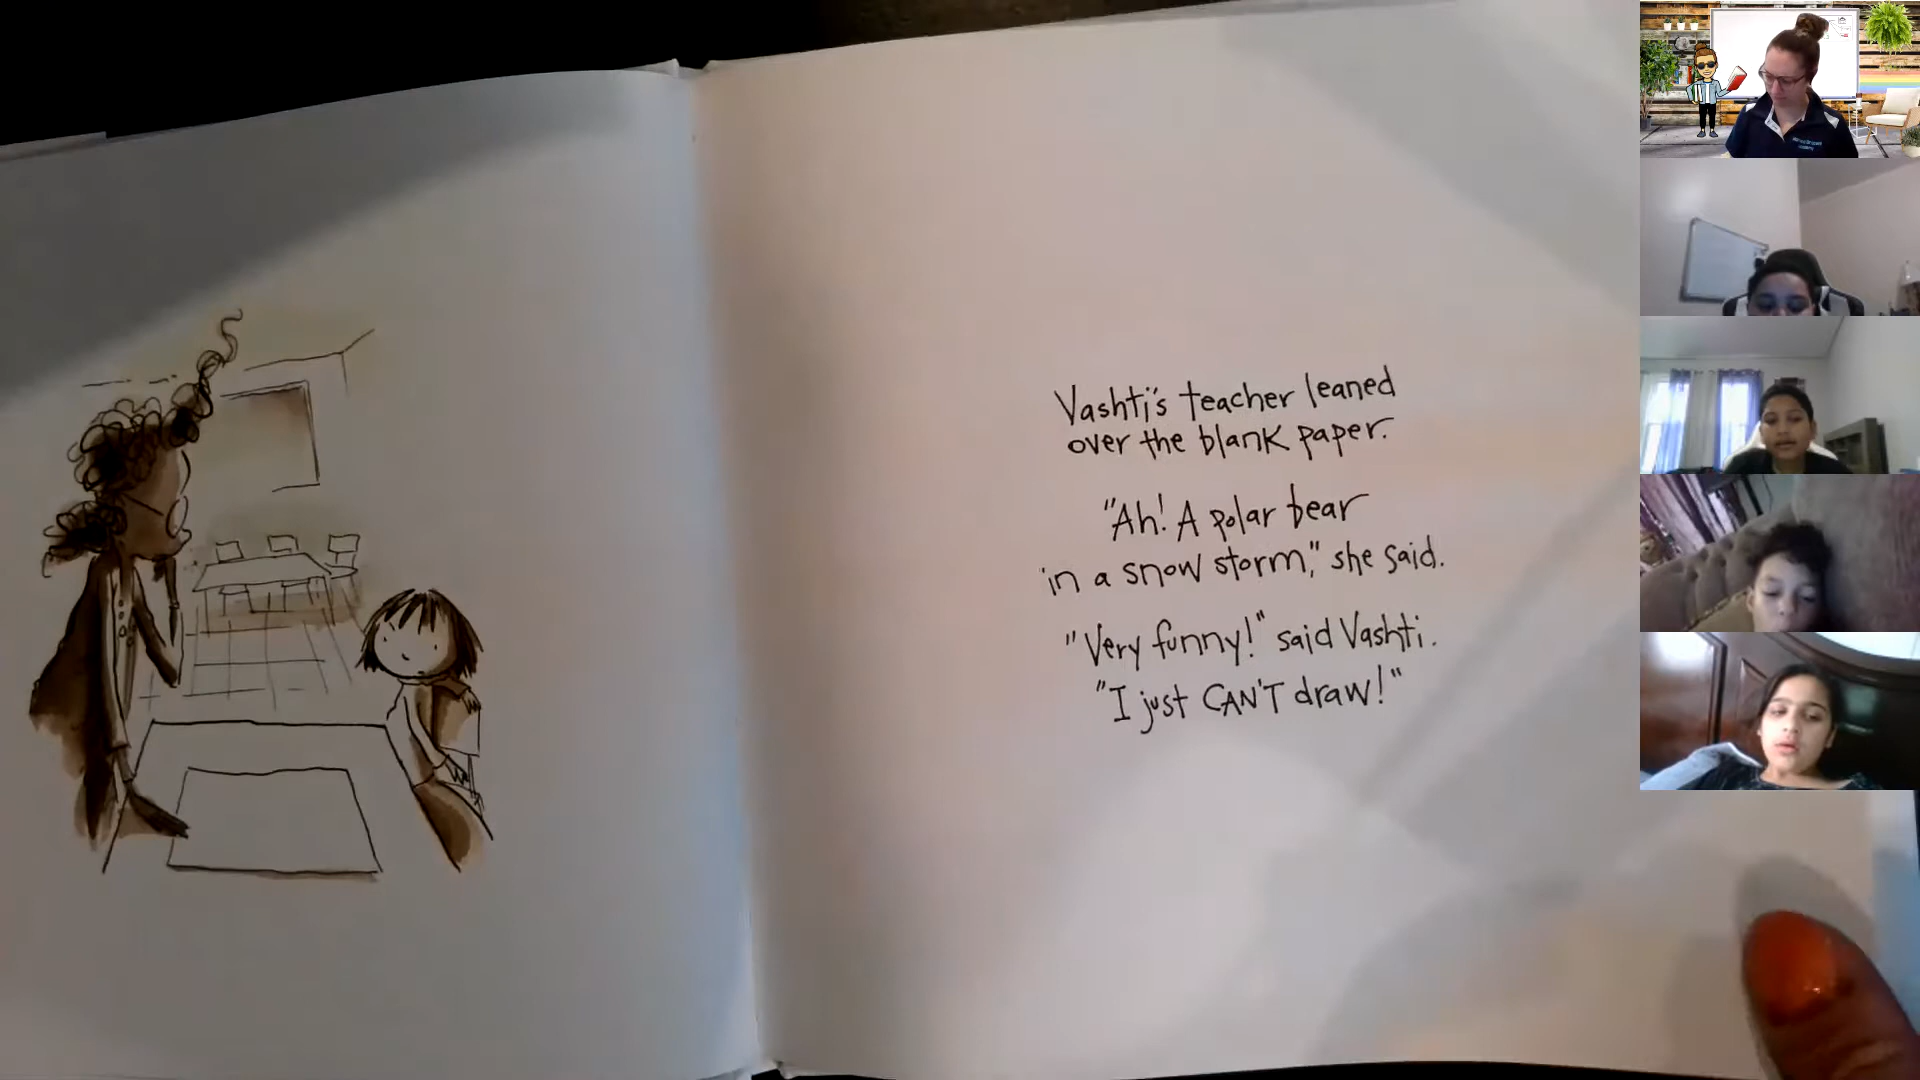 Vashti's teacher leaned
over the blank paper.
"Ah! A polar bear
in a snow storm," she said.
"Very funny!" said Vashti.
"I just CAN'T draw!"